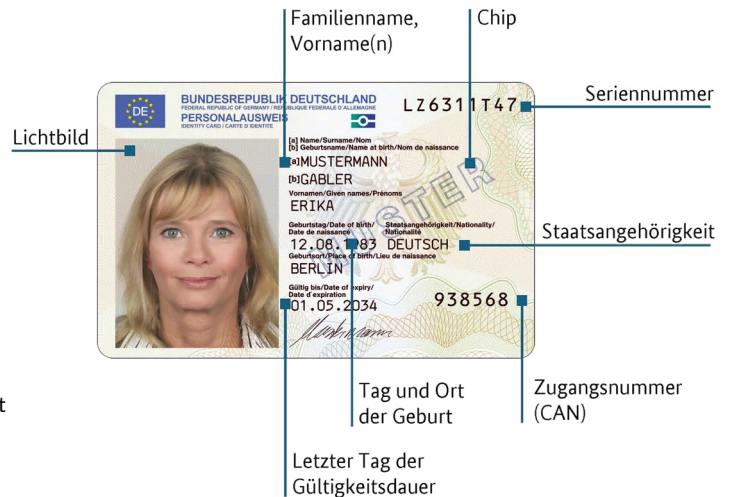 Familienname,
Vorname(n)
Chip
Seriennummer
Lichtbild
DE
BUNDESREPUBLIK DEUTSCHLAND
FEDERAL REPUBLIC OF GERMANY / REPUBLIQUE FEDERALE D'ALLEMAGNE
PERSONALAUSWEIS
IDENTITY CARD / CARTE D'IDENTITE
LZ6311T47
[a] Name/Surname/Nom
[b] Geburtsname/Name at birth/Nom de naissance
[a]MUSTERMANN
[b]GABLER
Vornamen/Given names/Prénoms
ERIKA
Geburtstag/Date of birth/ Staatsangehörigkeit/Nationality/
Date de naissance Nationalité
12.08.1983 DEUTSCH
Geburtsort/Place of birth/Lieu de naissance
BERLIN
Gültig bis/Date of expiry/
Date d'expiration
01.05.2034
938568
Mustermann
MUSTER
Staatsangehörigkeit
Tag und Ort
der Geburt
Zugangsnummer
(CAN)
t
Letzter Tag der
Gültigkeitsdauer